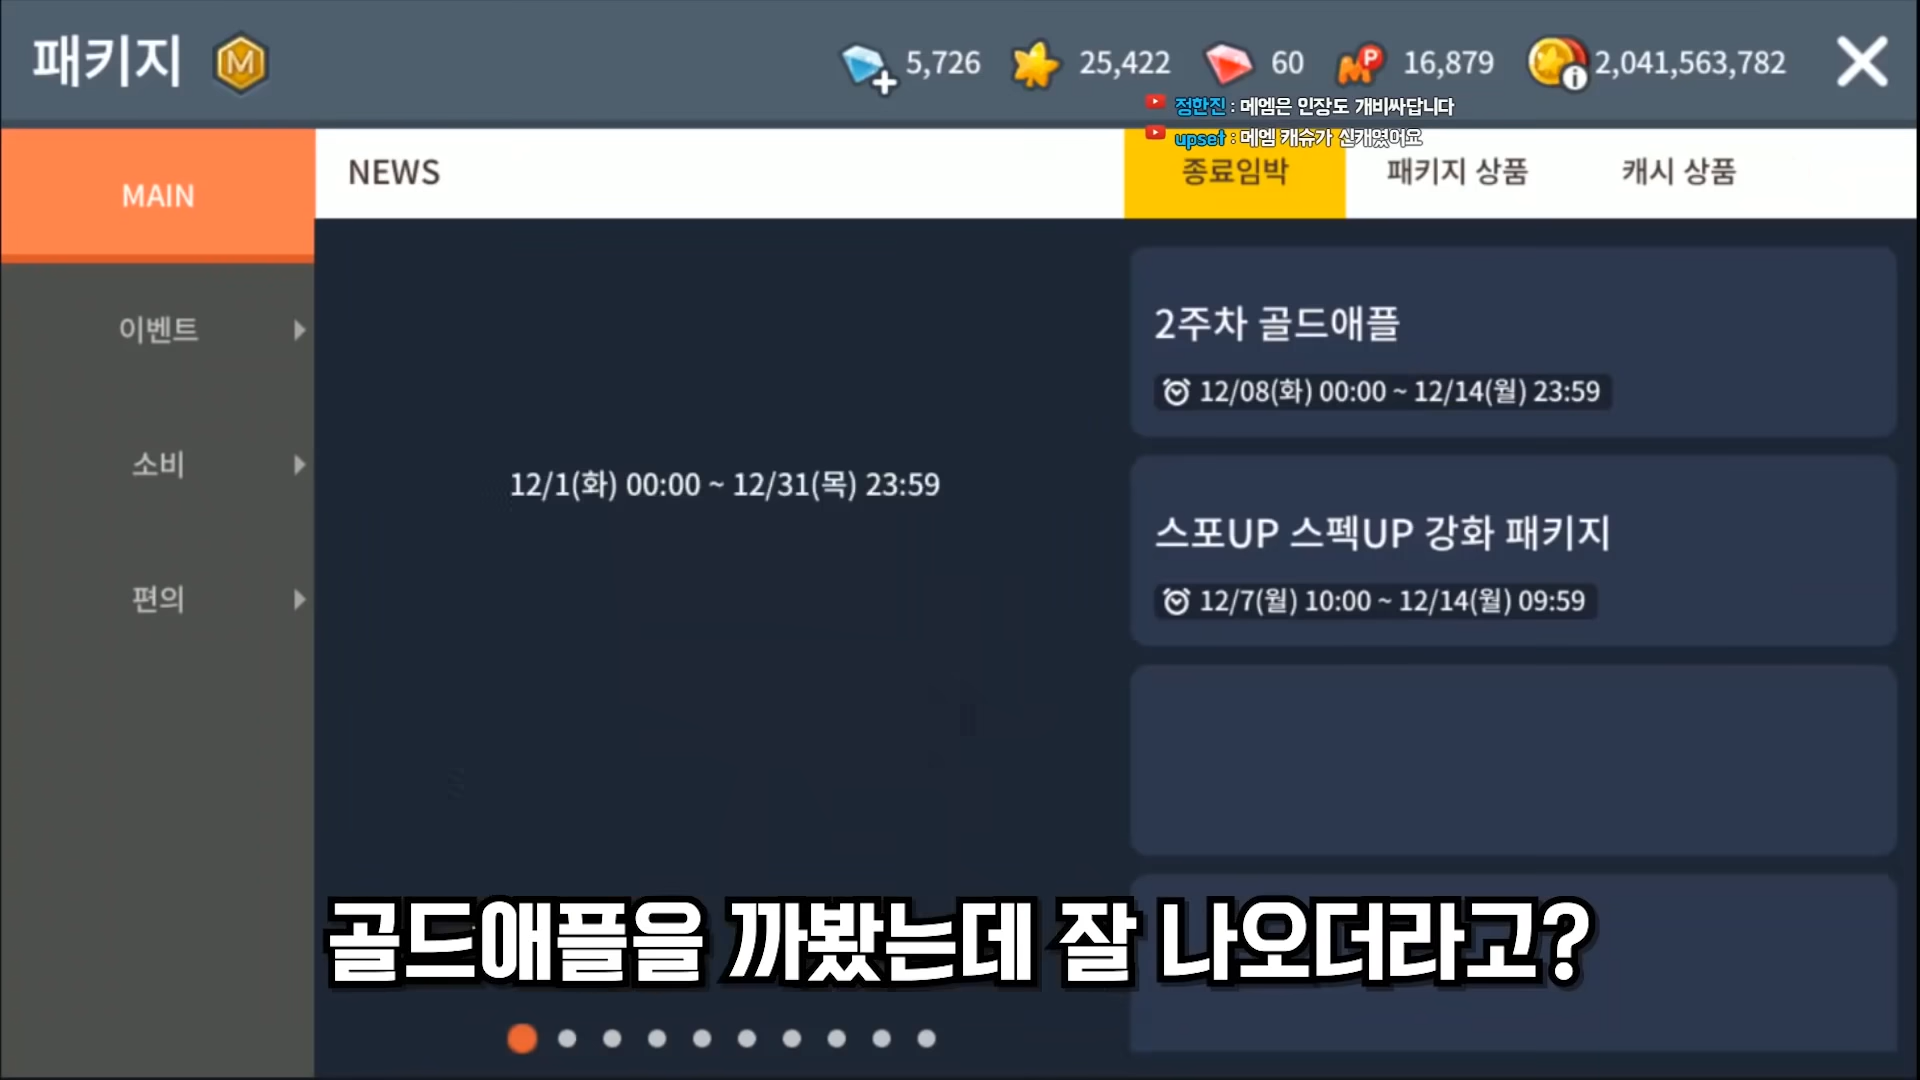 패키지 M
5,726 25,422 60 16,879 2,041,563,782
정한진 : 메엠은 인장도 개비싸답니다
upset : 메엠 캐슈가 신캐였어요
MAIN
NEWS
종료임박 패키지 상품 캐시 상품
이벤트
소비
편의
12/1(화) 00:00 ~ 12/31(목) 23:59
2주차 골드애플
12/08(화) 00:00 ~ 12/14(월) 23:59
스포UP 스펙UP 강화 패키지
12/7(월) 10:00 ~ 12/14(월) 09:59
골드애플을 까봤는데 잘 나오더라고?